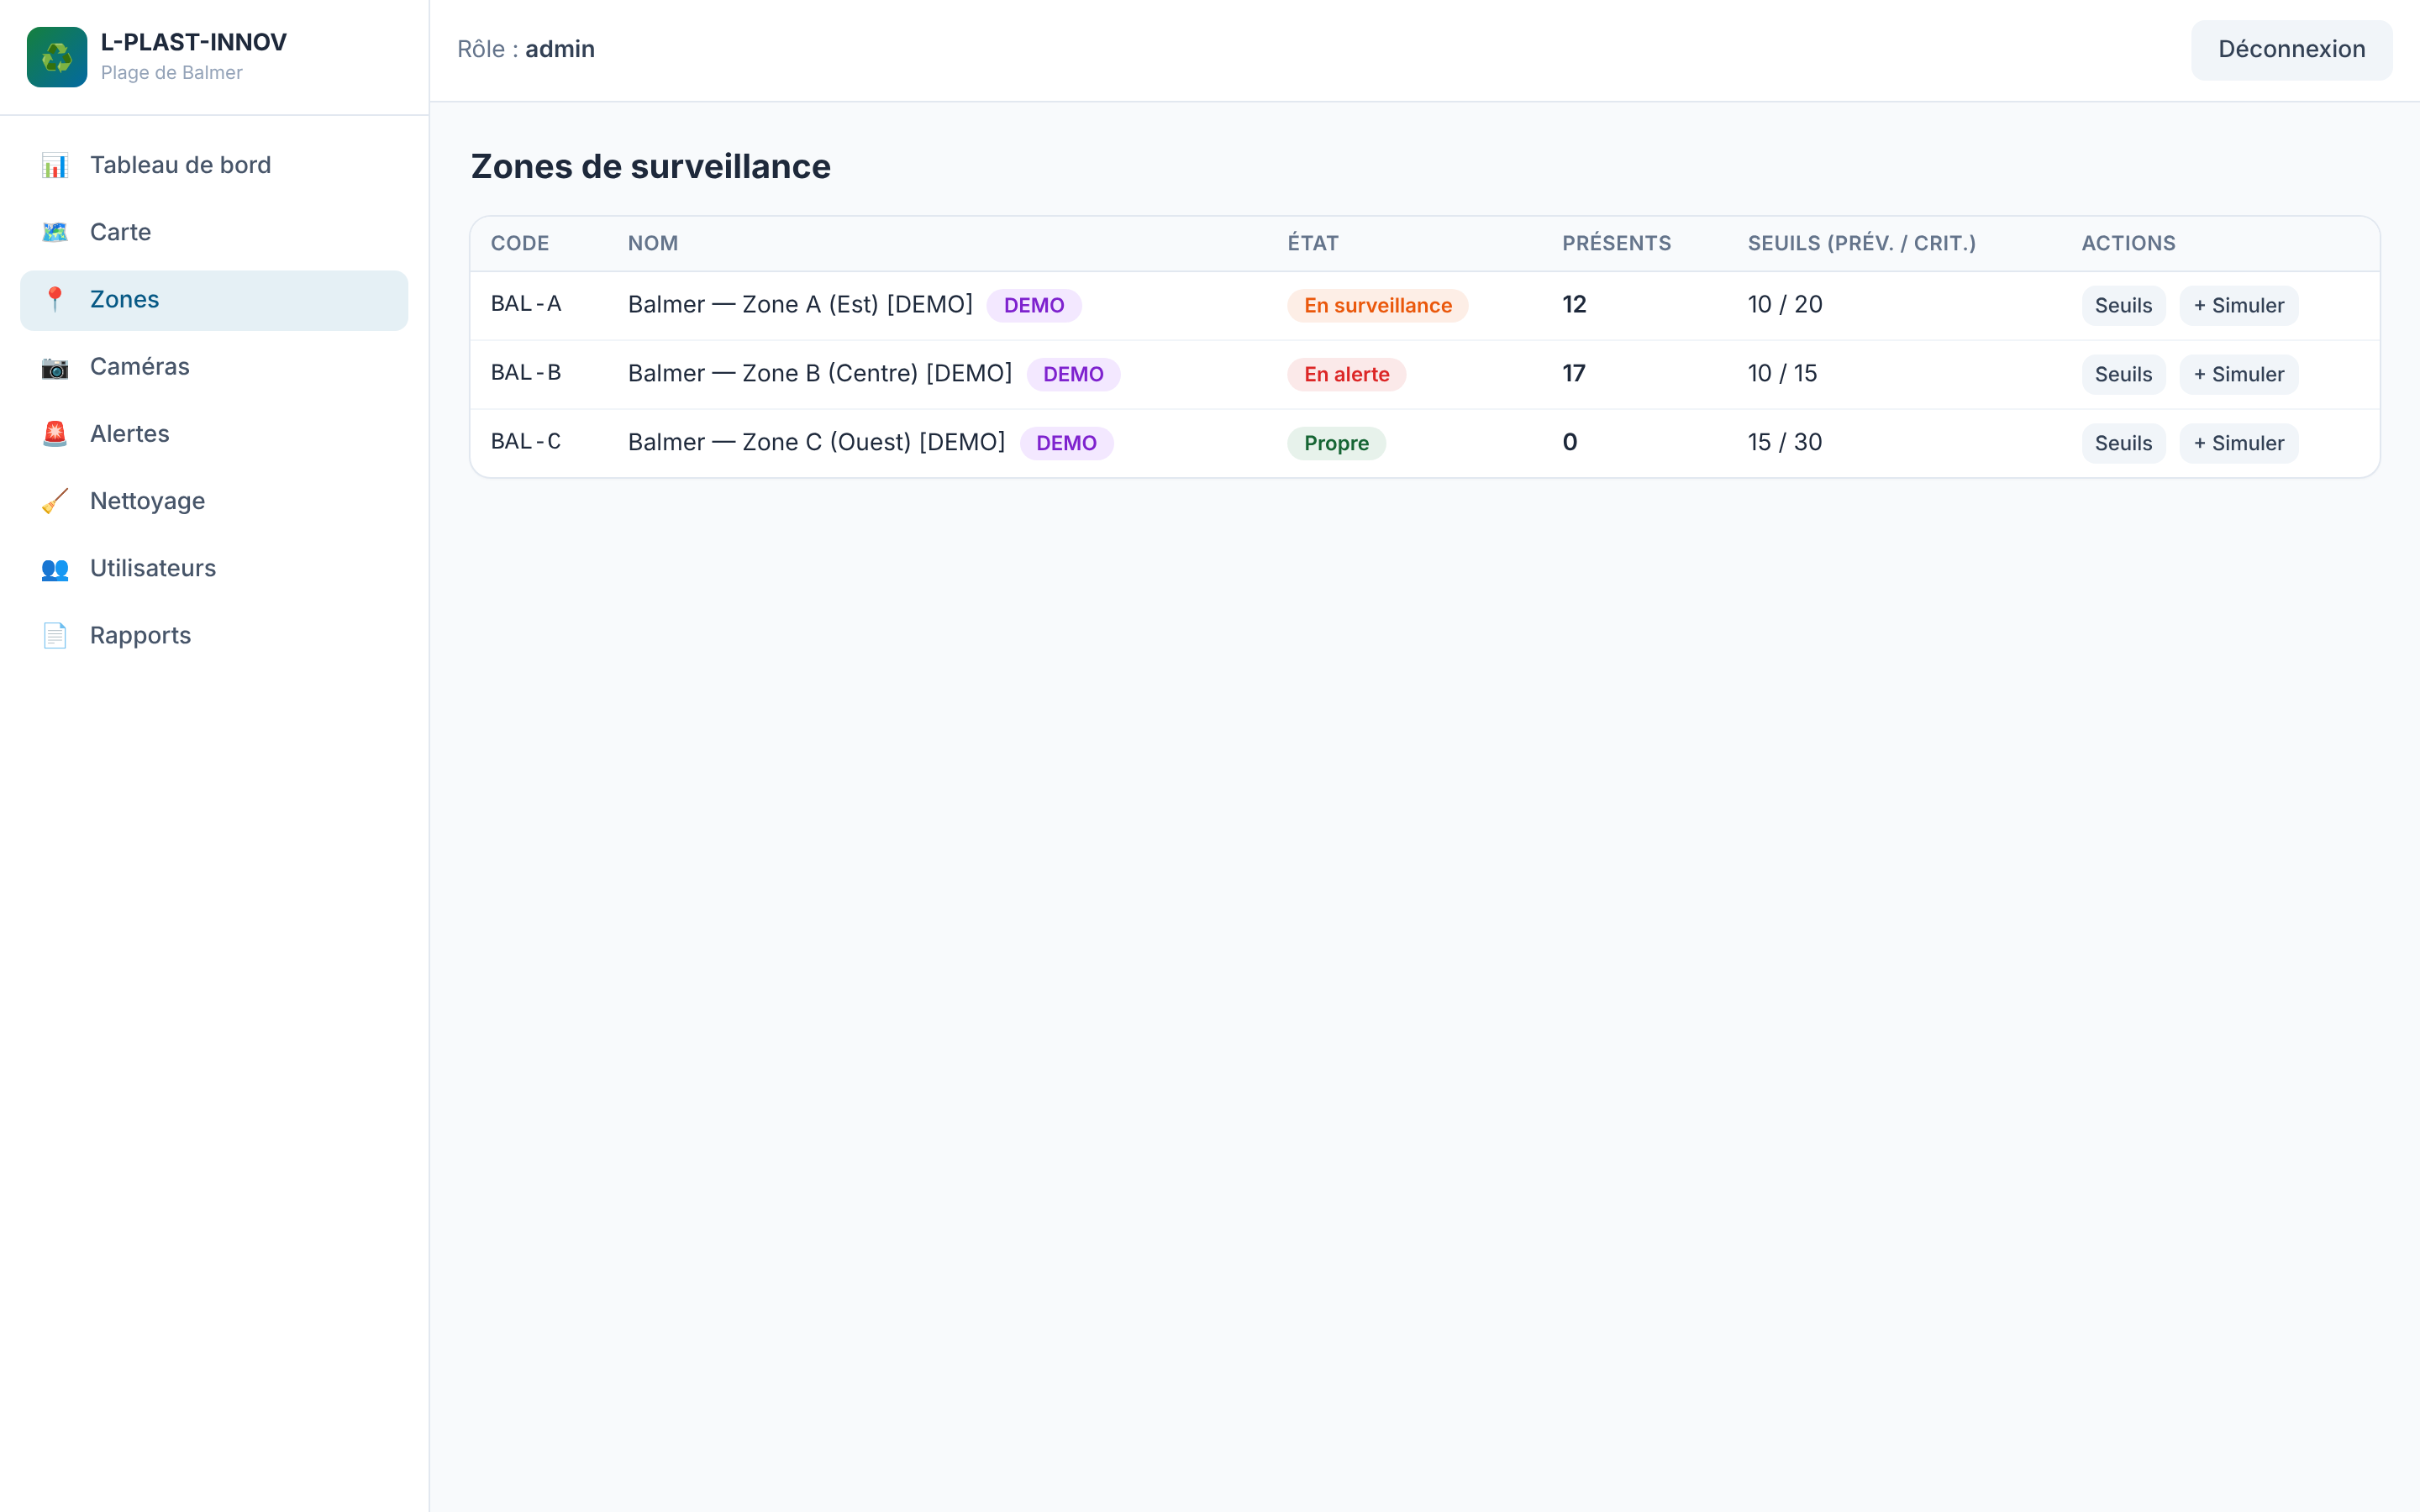 L-PLAST-INNOV
Plage de Balmer
Rôle : admin
Déconnexion
Tableau de bord
Carte
Zones
Caméras
Alertes
Nettoyage
Utilisateurs
Rapports
Zones de surveillance
CODE NOM ÉTAT PRÉSENTS SEUILS (PRÉV. / CRIT.) ACTIONS
BAL-A Balmer — Zone A (Est) [DEMO] DEMO En surveillance 12 10 / 20 Seuils + Simuler
BAL-B Balmer — Zone B (Centre) [DEMO] DEMO En alerte 17 10 / 15 Seuils + Simuler
BAL-C Balmer — Zone C (Ouest) [DEMO] DEMO Propre 0 15 / 30 Seuils + Simuler